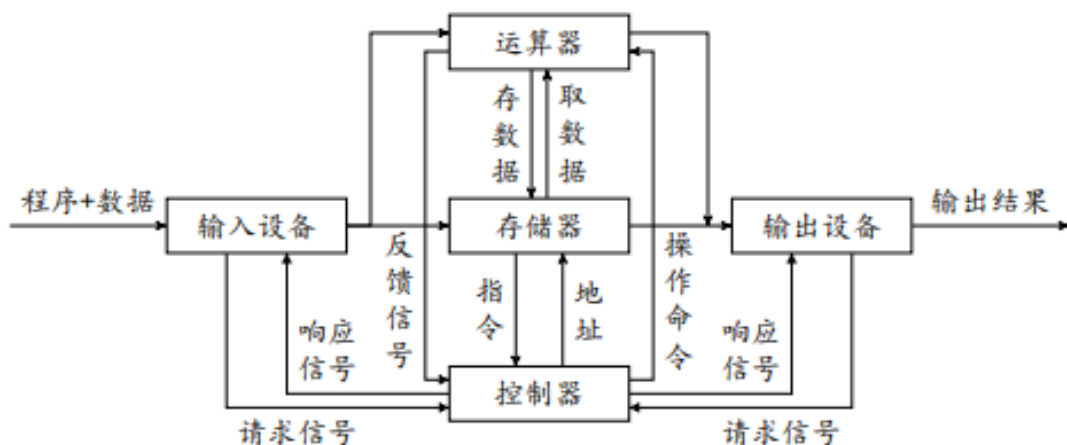 运算器
存数据
取数据
程序+数据
输入设备
存储器
输出设备
输出结果
反馈信号
指令
地址
操作命令
响应信号
响应信号
控制器
请求信号
请求信号